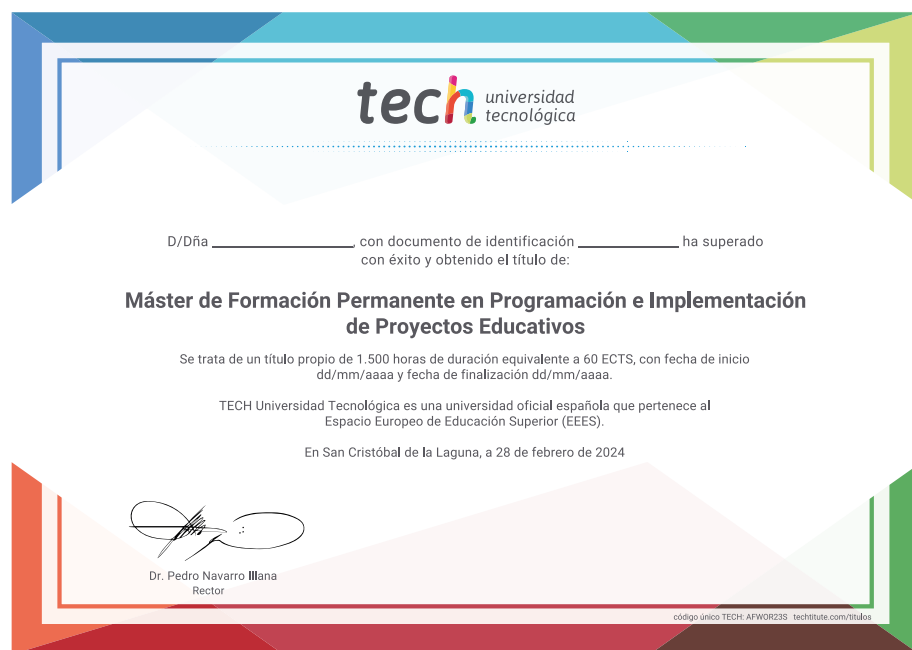 tech universidad
tecnológica
D/Dña ____________________, con documento de identificación ______________ ha superado
con éxito y obtenido el título de:
Máster de Formación Permanente en Programación e Implementación
de Proyectos Educativos
Se trata de un título propio de 1.500 horas de duración equivalente a 60 ECTS, con fecha de inicio
dd/mm/aaaa y fecha de finalización dd/mm/aaaa.
TECH Universidad Tecnológica es una universidad oficial española que pertenece al
Espacio Europeo de Educación Superior (EEES).
En San Cristóbal de la Laguna, a 28 de febrero de 2024
Dr. Pedro Navarro Illana
Rector
código único TECH: AFWOR23S techtitute.com/titulos